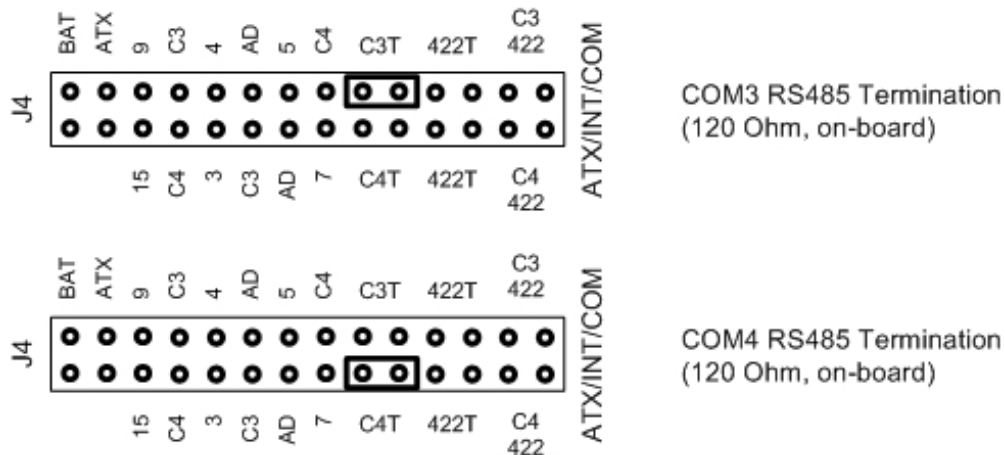 BAT ATX 9 C3 4 AD 5 C4 C3T 422T C3
422
J4
ATX/INT/COM
COM3 RS485 Termination
(120 Ohm, on-board)
15 C4 3 C3 AD 7 C4T 422T C4
422
BAT ATX 9 C3 4 AD 5 C4 C3T 422T C3
422
J4
ATX/INT/COM
COM4 RS485 Termination
(120 Ohm, on-board)
15 C4 3 C3 AD 7 C4T 422T C4
422